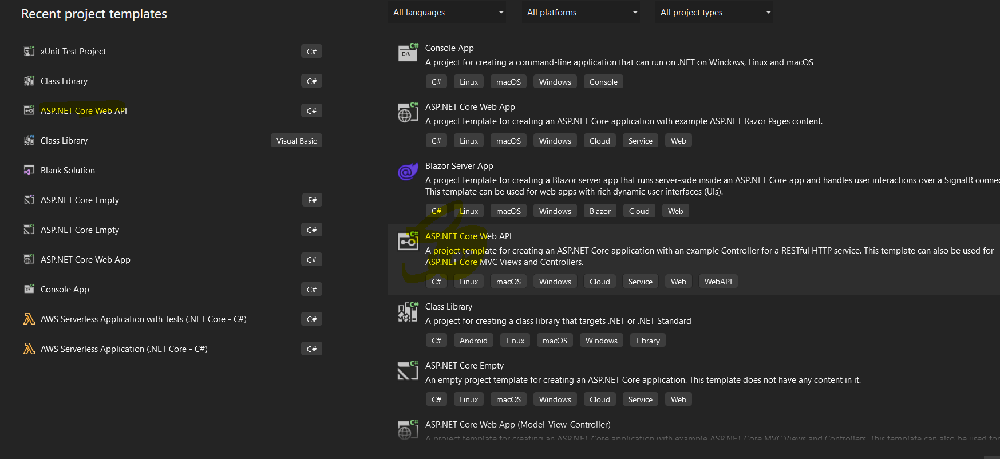 Recent project templates
xUnit Test Project C#
Class Library C#
ASP.NET Core Web API C#
Class Library Visual Basic
Blank Solution
ASP.NET Core Empty F#
ASP.NET Core Empty C#
ASP.NET Core Web App C#
Console App C#
AWS Serverless Application with Tests (.NET Core - C#) C#
AWS Serverless Application (.NET Core - C#) C#
All languages All platforms All project types
Console App
A project for creating a command-line application that can run on .NET on Windows, Linux and macOS
C# Linux macOS Windows Console
ASP.NET Core Web App
A project template for creating an ASP.NET Core application with example ASP.NET Razor Pages content.
C# Linux macOS Windows Cloud Service Web
Blazor Server App
A project template for creating a Blazor server app that runs server-side inside an ASP.NET Core app and handles user interactions over a SignalR connec
This template can be used for web apps with rich dynamic user interfaces (UIs).
C# Linux macOS Windows Blazor Cloud Web
ASP.NET Core Web API
A project template for creating an ASP.NET Core application with an example Controller for a RESTful HTTP service. This template can also be used for
ASP.NET Core MVC Views and Controllers.
C# Linux macOS Windows Cloud Service Web WebAPI
Class Library
A project for creating a class library that targets .NET or .NET Standard
C# Android Linux macOS Windows Library
ASP.NET Core Empty
An empty project template for creating an ASP.NET Core application. This template does not have any content in it.
C# Linux macOS Windows Cloud Service Web
ASP.NET Core Web App (Model-View-Controller)
A project template for creating an ASP.NET Core application with example ASP.NET Core MVC Views and Controllers. This template can also be used for